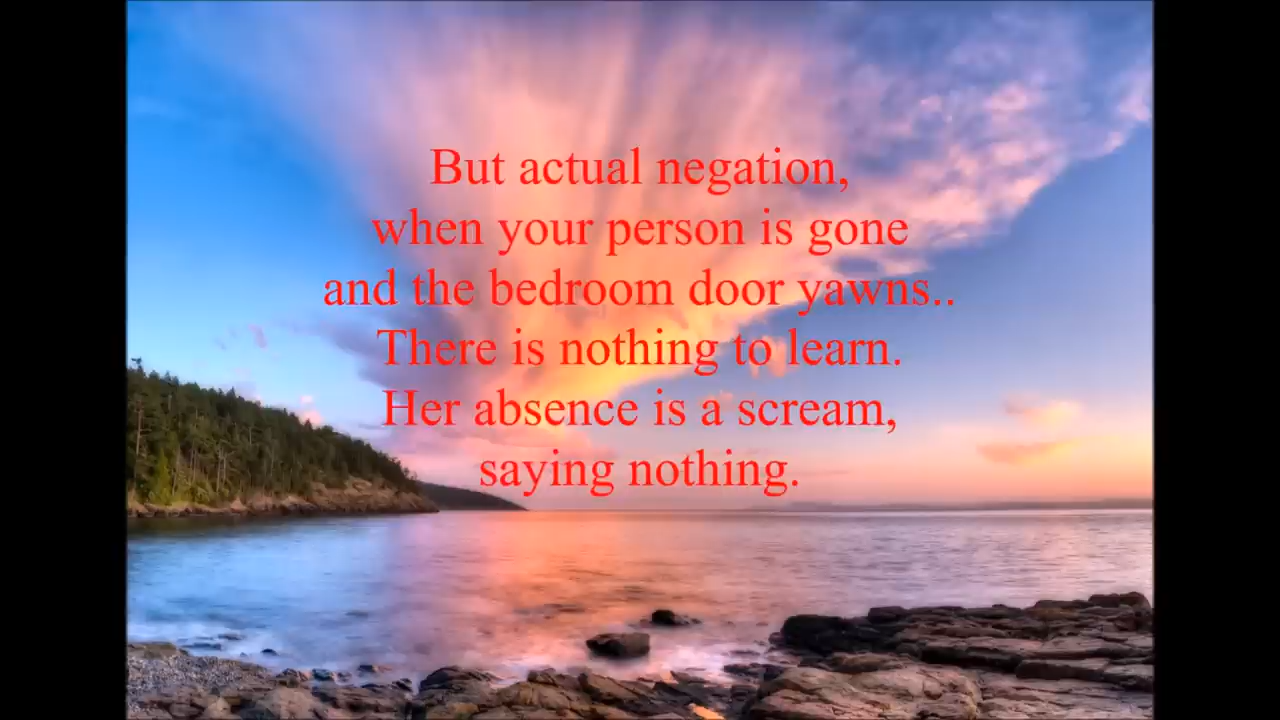 But actual negation,
when your person is gone
and the bedroom door yawns..
There is nothing to learn.
Her absence is a scream,
saying nothing.